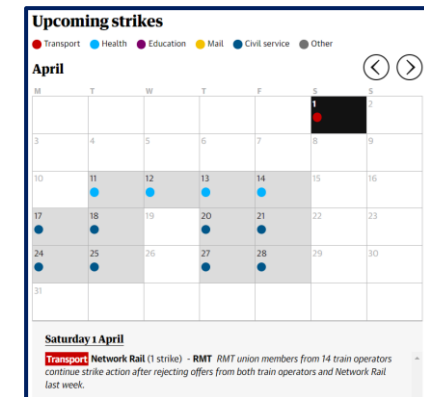 Upcoming strikes
Transport Health Education Mail Civil service Other
April
M T W T F S S
1 2
3 4 5 6 7 8 9
10 11 12 13 14 15 16
17 18 19 20 21 22 23
24 25 26 27 28 29 30
31
Saturday 1 April
Transport Network Rail (1 strike) - RMT RMT union members from 14 train operators
continue strike action after rejecting offers from both train operators and Network Rail
last week.